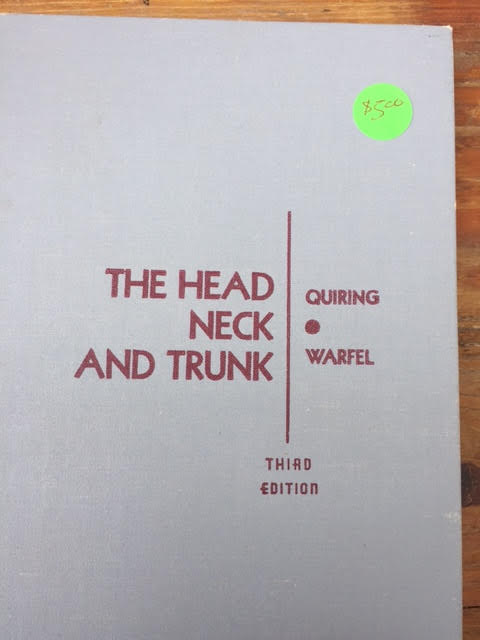 $5.00
THE HEAD
NECK
AND TRUNK
QUIRING
WARFEL
THIRD
EDITION